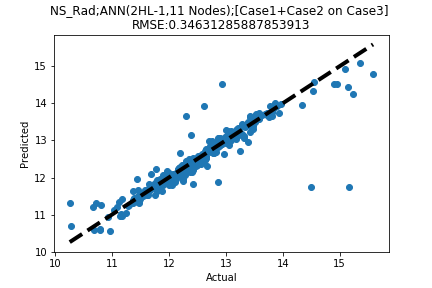 NS_Rad;ANN(2HL-1,11 Nodes);[Case1+Case2 on Case3]
RMSE:0.34631285887853913
15
14
13
12
11
10
Predicted
10 11 12 13 14 15
Actual